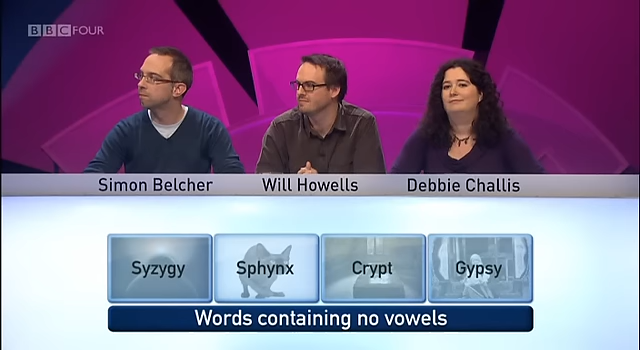 BBC FOUR
Simon Belcher Will Howells Debbie Challis
Syzygy Sphynx Crypt Gypsy
Words containing no vowels